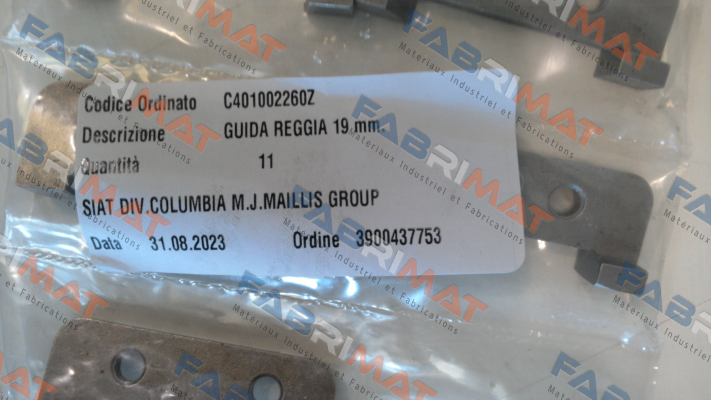 Codice Ordinato C401002260Z
Descrizione GUIDA REGGIA 19 mm.
Quantità 11
SIAT DIV.COLUMBIA M.J.MAILLIS GROUP
Data 31.08.2023 Ordine 3900437753
FABRIMAT
Matériaux Industriel et Fabrications